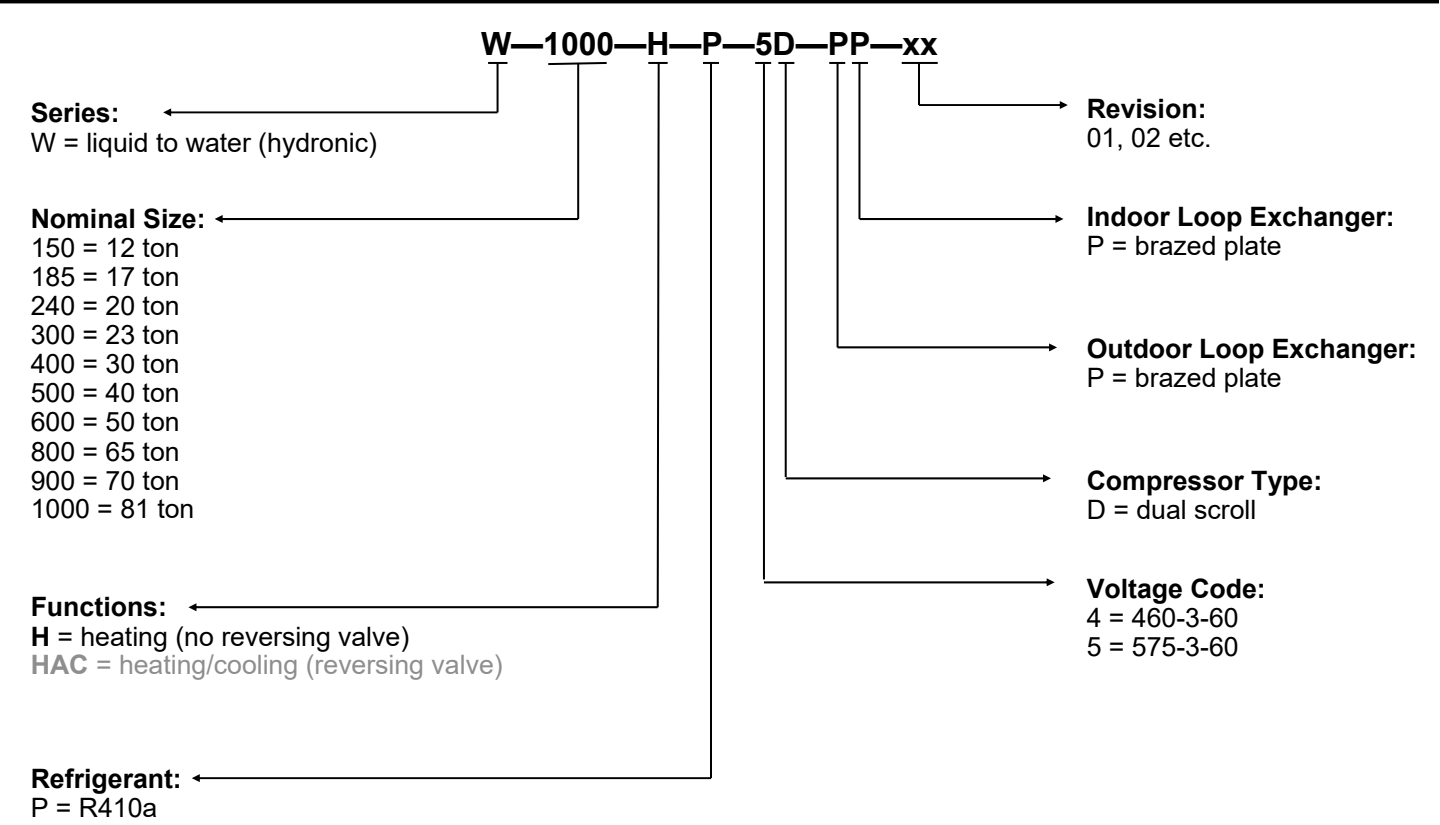 W—1000—H—P—5D—PP—xx
Series:
W = liquid to water (hydronic)
Nominal Size:
150 = 12 ton
185 = 17 ton
240 = 20 ton
300 = 23 ton
400 = 30 ton
500 = 40 ton
600 = 50 ton
800 = 65 ton
900 = 70 ton
1000 = 81 ton
Functions:
H = heating (no reversing valve)
HAC = heating/cooling (reversing valve)
Refrigerant:
P = R410a
Revision:
01, 02 etc.
Indoor Loop Exchanger:
P = brazed plate
Outdoor Loop Exchanger:
P = brazed plate
Compressor Type:
D = dual scroll
Voltage Code:
4 = 460-3-60
5 = 575-3-60